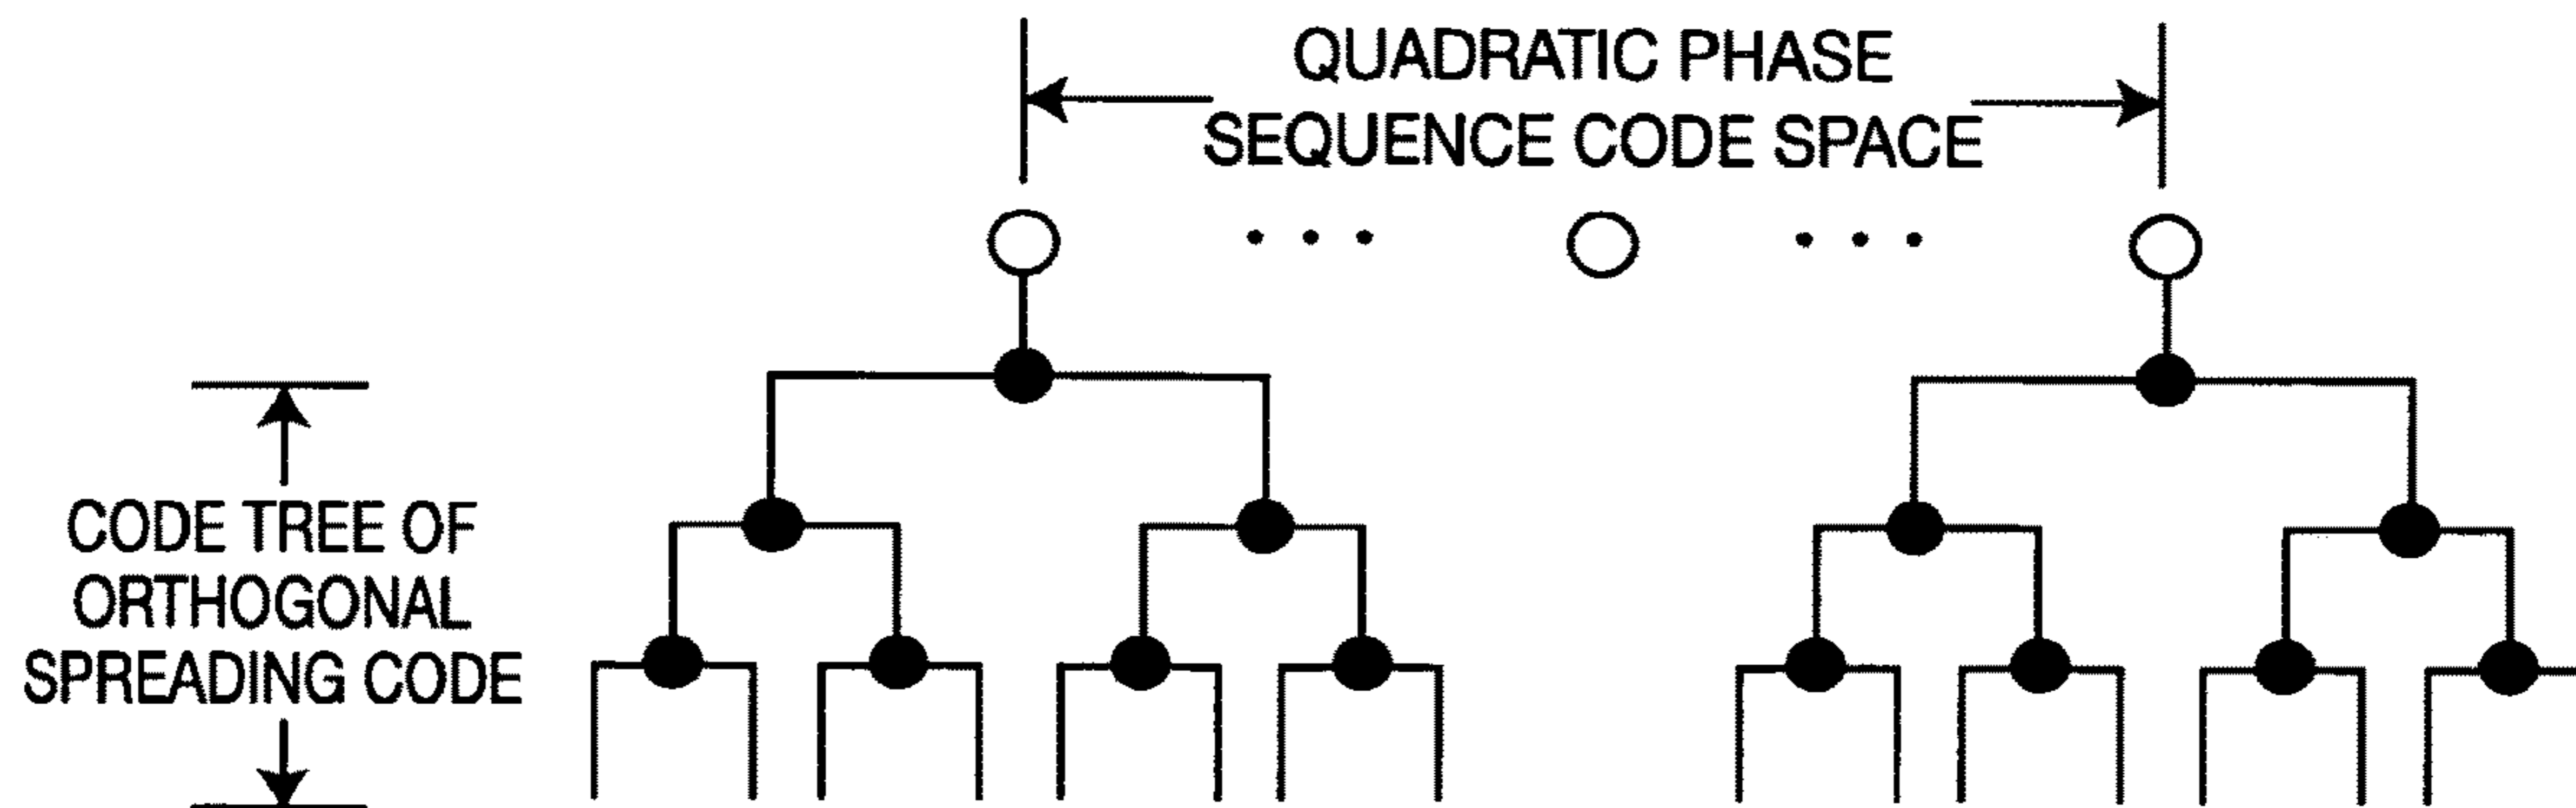 QUADRATIC PHASE
SEQUENCE CODE SPACE
CODE TREE OF
ORTHOGONAL
SPREADING CODE